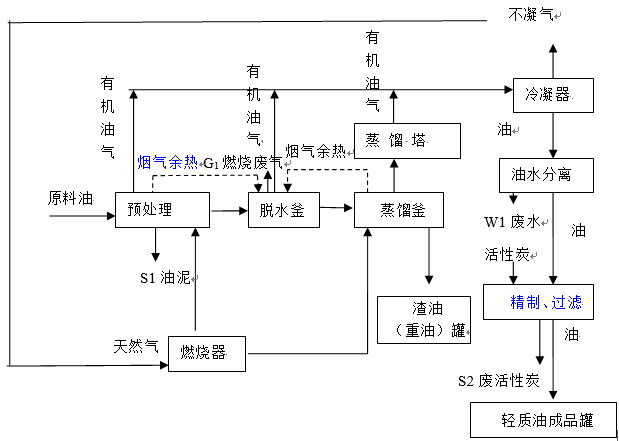 不凝气
有机油气
有机油气
有机油气
冷凝器
油
蒸 馏 塔
烟气余热
G1 燃烧废气
烟气余热
油水分离
原料油
预处理
脱水釜
蒸馏釜
W1 废水
油
S1 油泥
活性炭
渣油
（重油）罐
精制、过滤
天然气
燃烧器
油
S2 废活性炭
轻质油成品罐